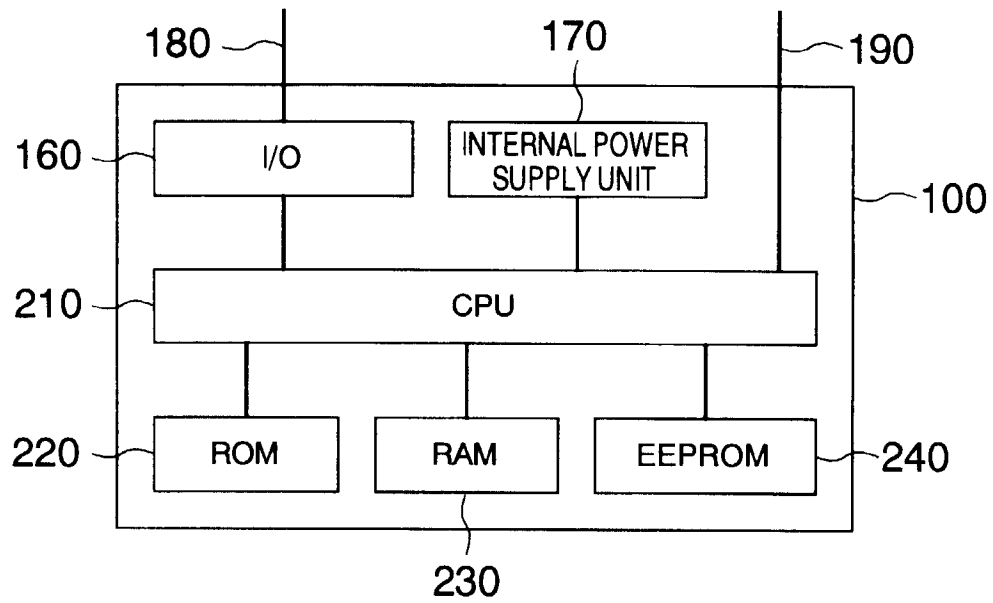 180
170
190
160
I/O
INTERNAL POWER
SUPPLY UNIT
100
210
CPU
220
ROM
RAM
EEPROM
240
230